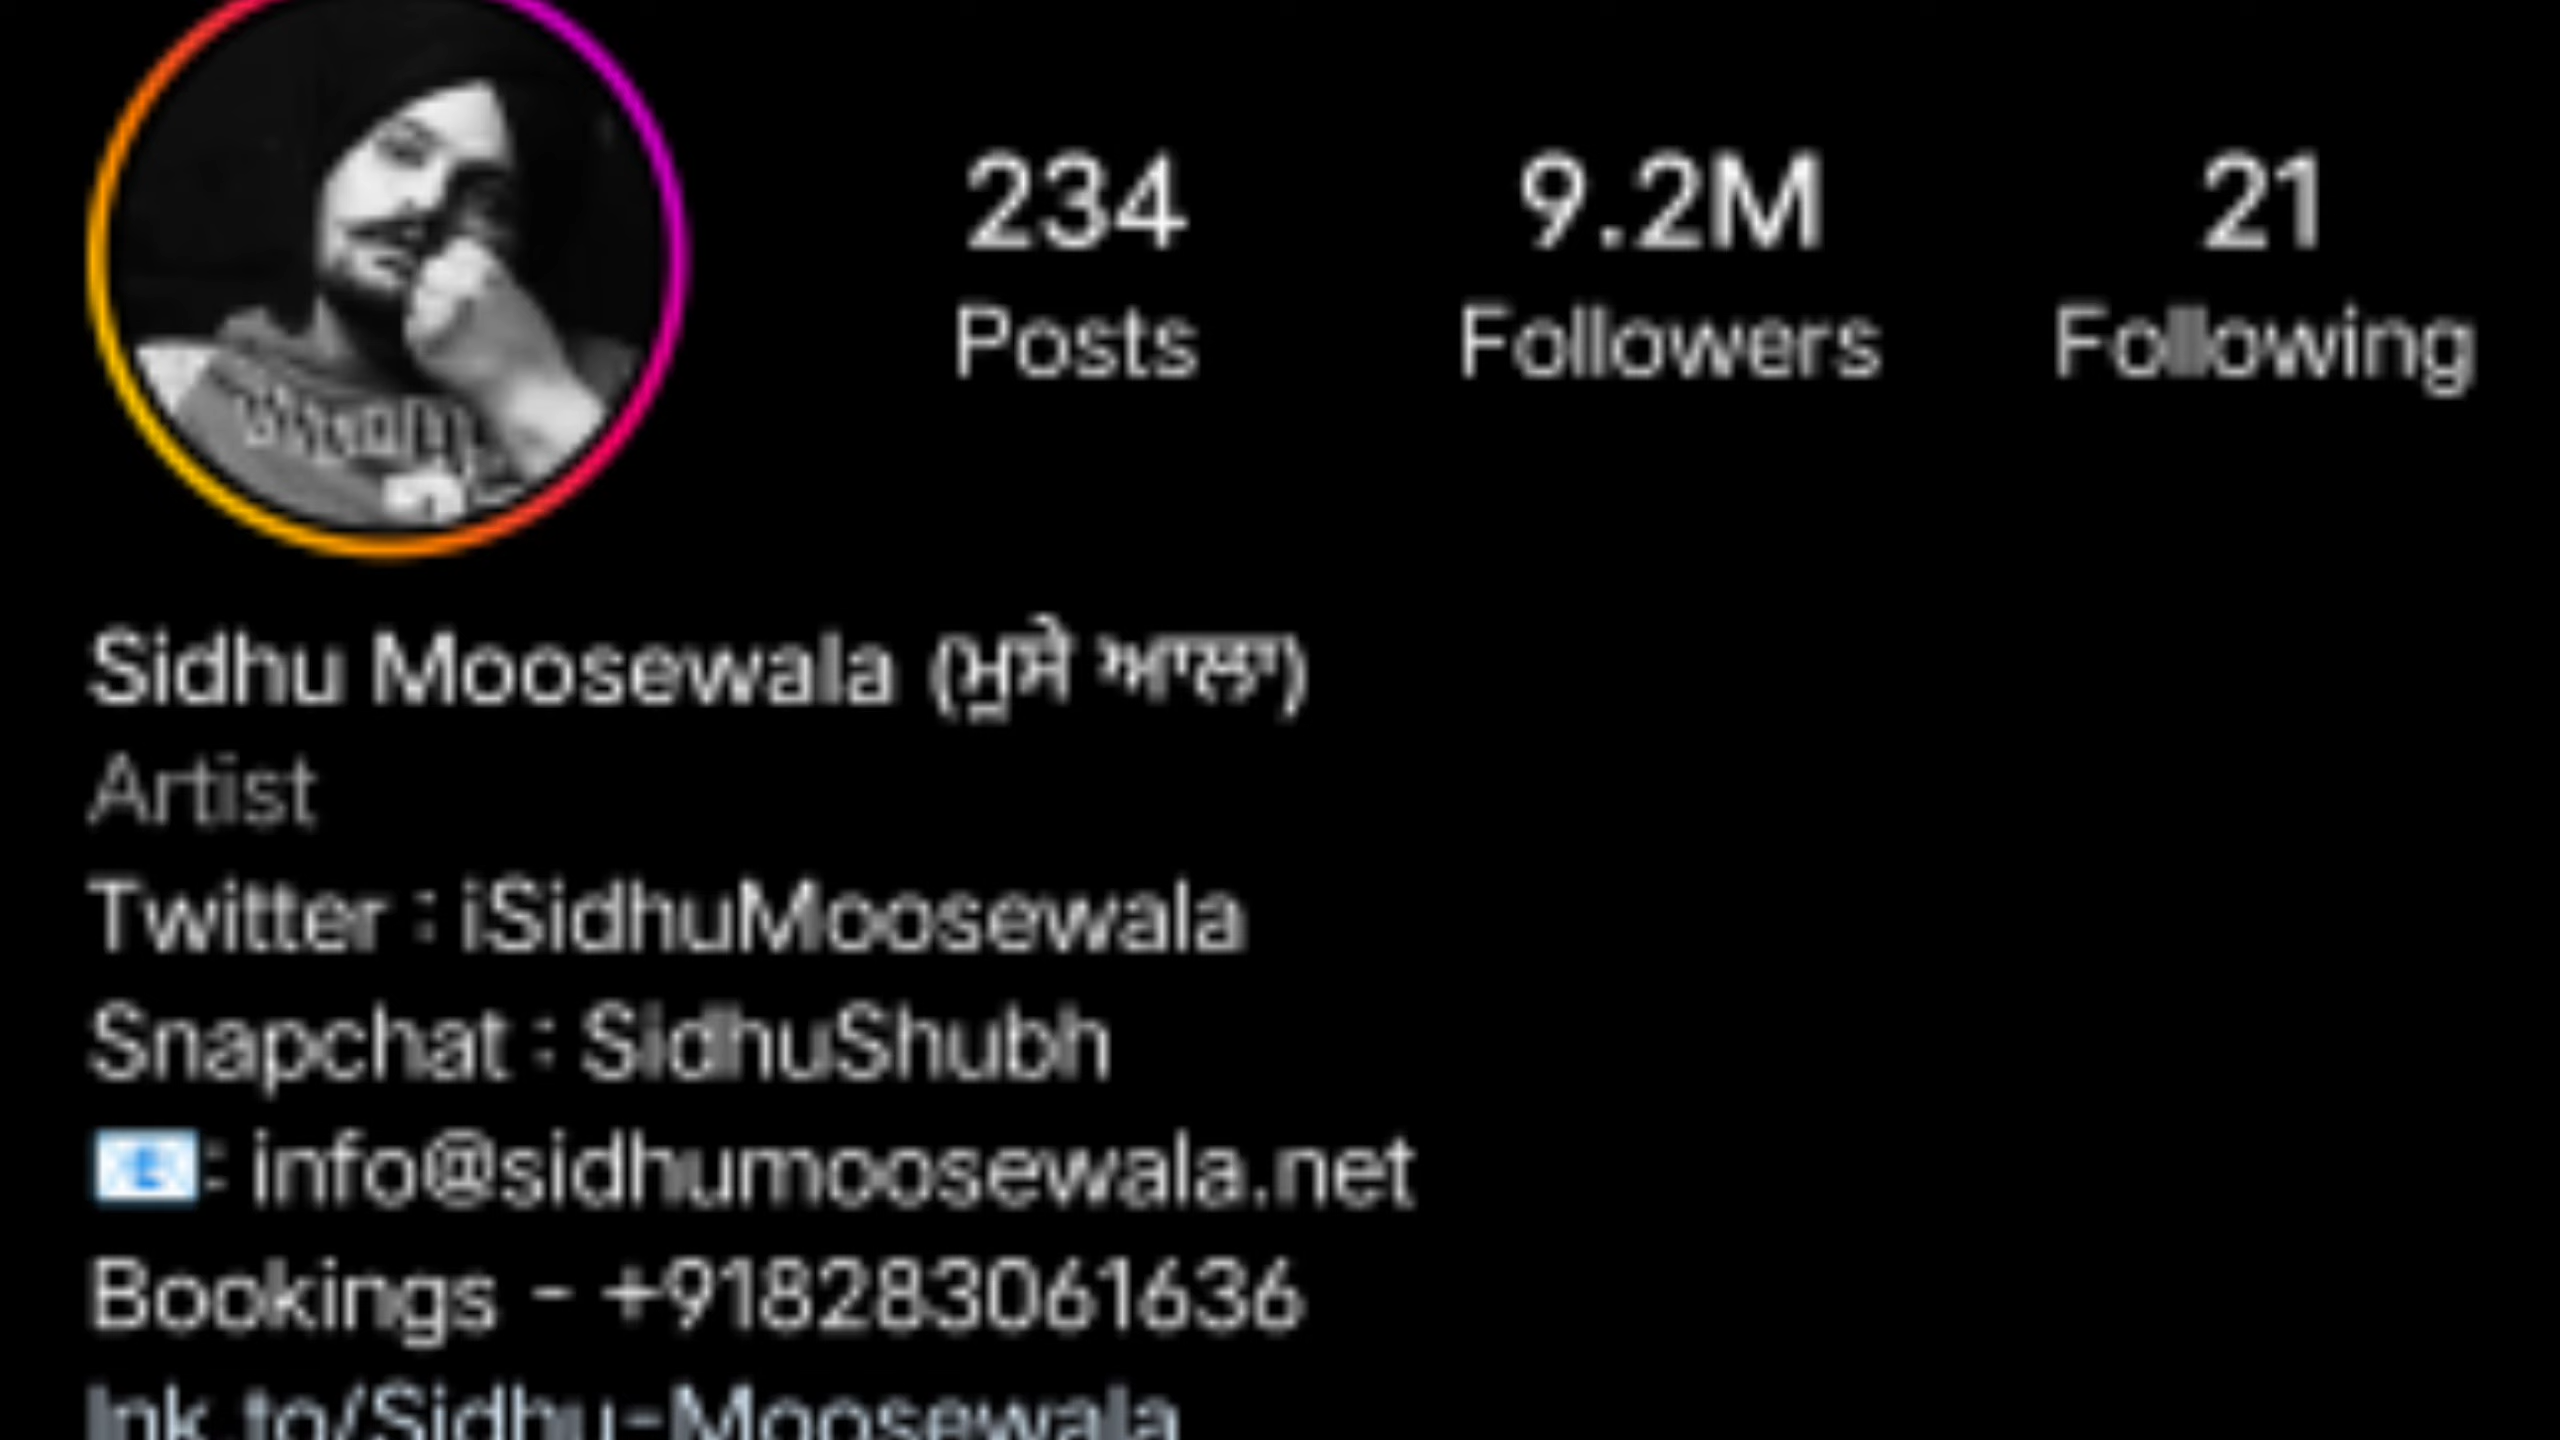 234
9.2M
21
Posts
Followers
Following
Sidhu Moosewala (ਮੂਸੇ ਆਲਾ)
Artist
Twitter : iSidhuMoosewala
Snapchat : SidhuShubh
📧: info@sidhumoosewala.net
Bookings - +918283061636
lnk.to/Sidhu-Moosewala